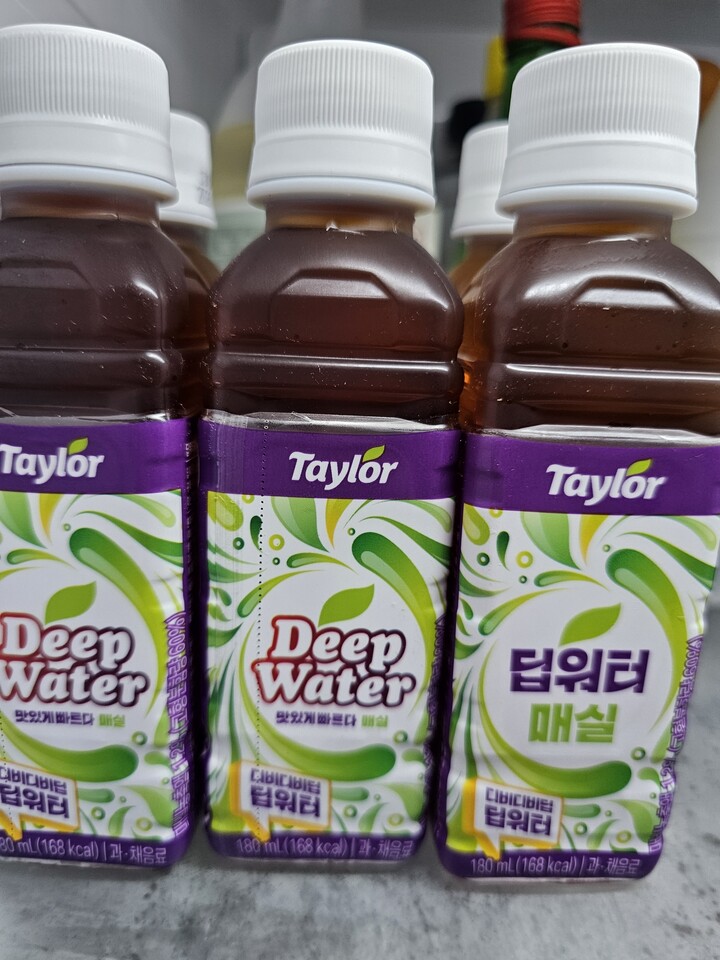 Taylor
Deep
Water
맛있게 빠르다 매실
디비디비딥
딥워터
80 mL(168 kcal) | 과·채음료
Taylor
Deep
Water
맛있게 빠르다 매실
디비디비딥
딥워터
180 mL(168 kcal) | 과·채음료
Taylor
딥워터
매실
디비디비딥
딥워터
180 mL(168 kcal) | 과·채음료